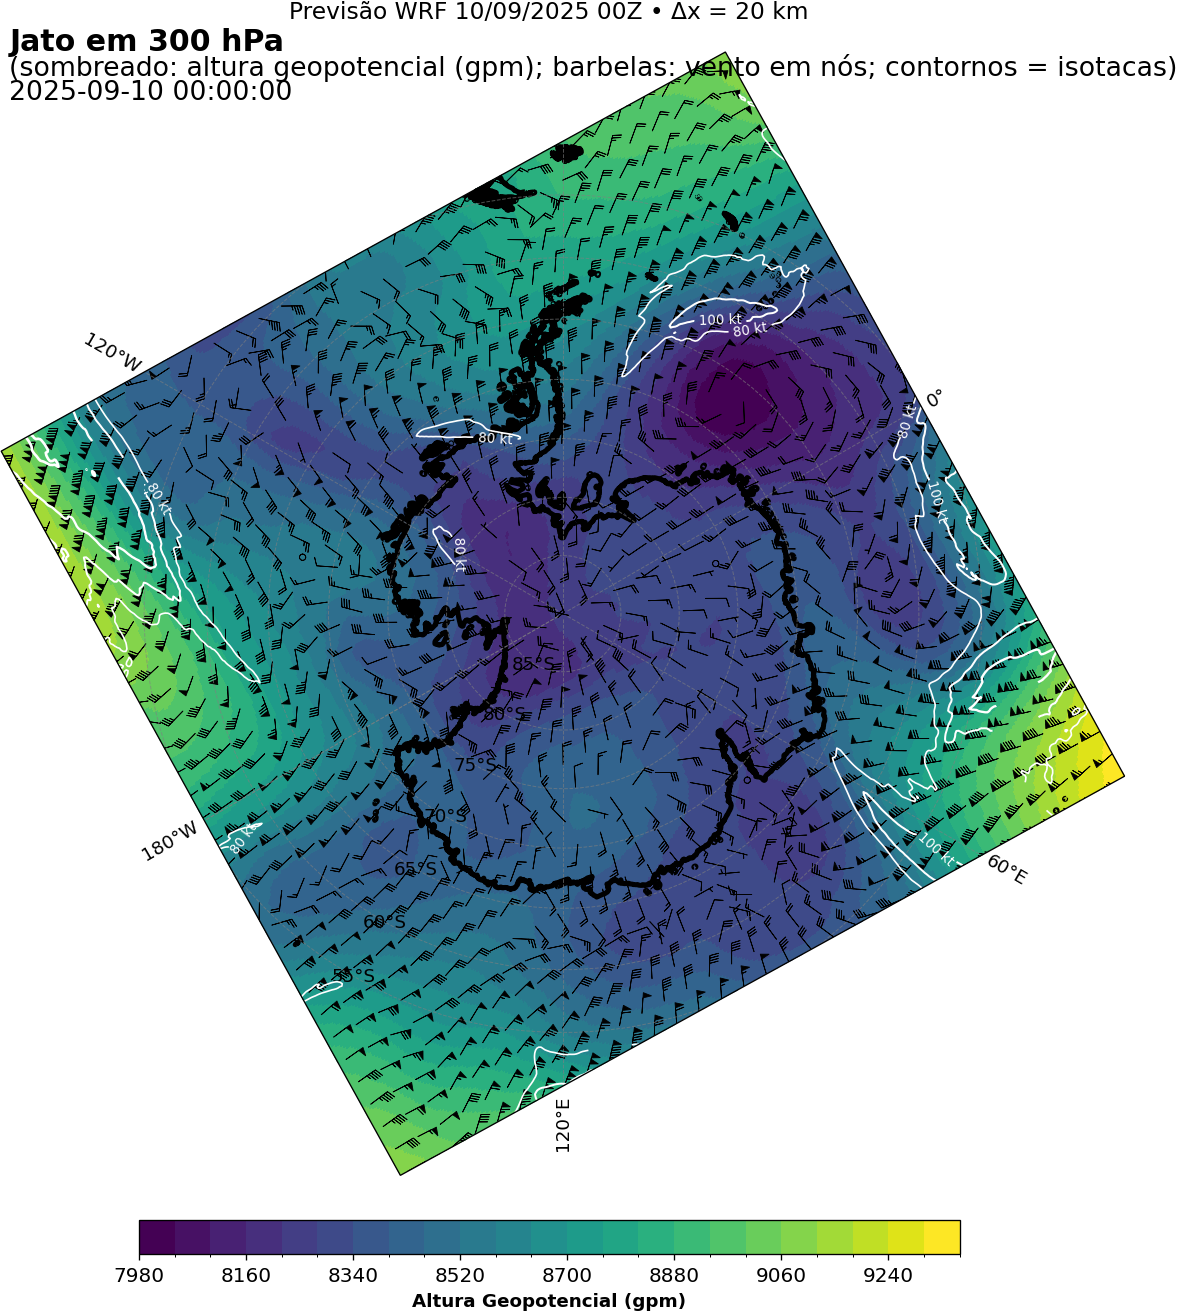 Previsão WRF 10/09/2025 00Z • Δx = 20 km
Jato em 300 hPa
(sombreado: altura geopotencial (gpm); barbelas: vento em nós; contornos = isotacas)
2025-09-10 00:00:00
100 kt
80 kt
120°W
0°
80 kt
80 kt
80 kt
100 kt
80 kt
85°S
80°S
75°S
70°S
180°W
80 kt
100 kt
65°S
60°E
60°S
55°S
120°E
7980 8160 8340 8520 8700 8880 9060 9240
Altura Geopotencial (gpm)